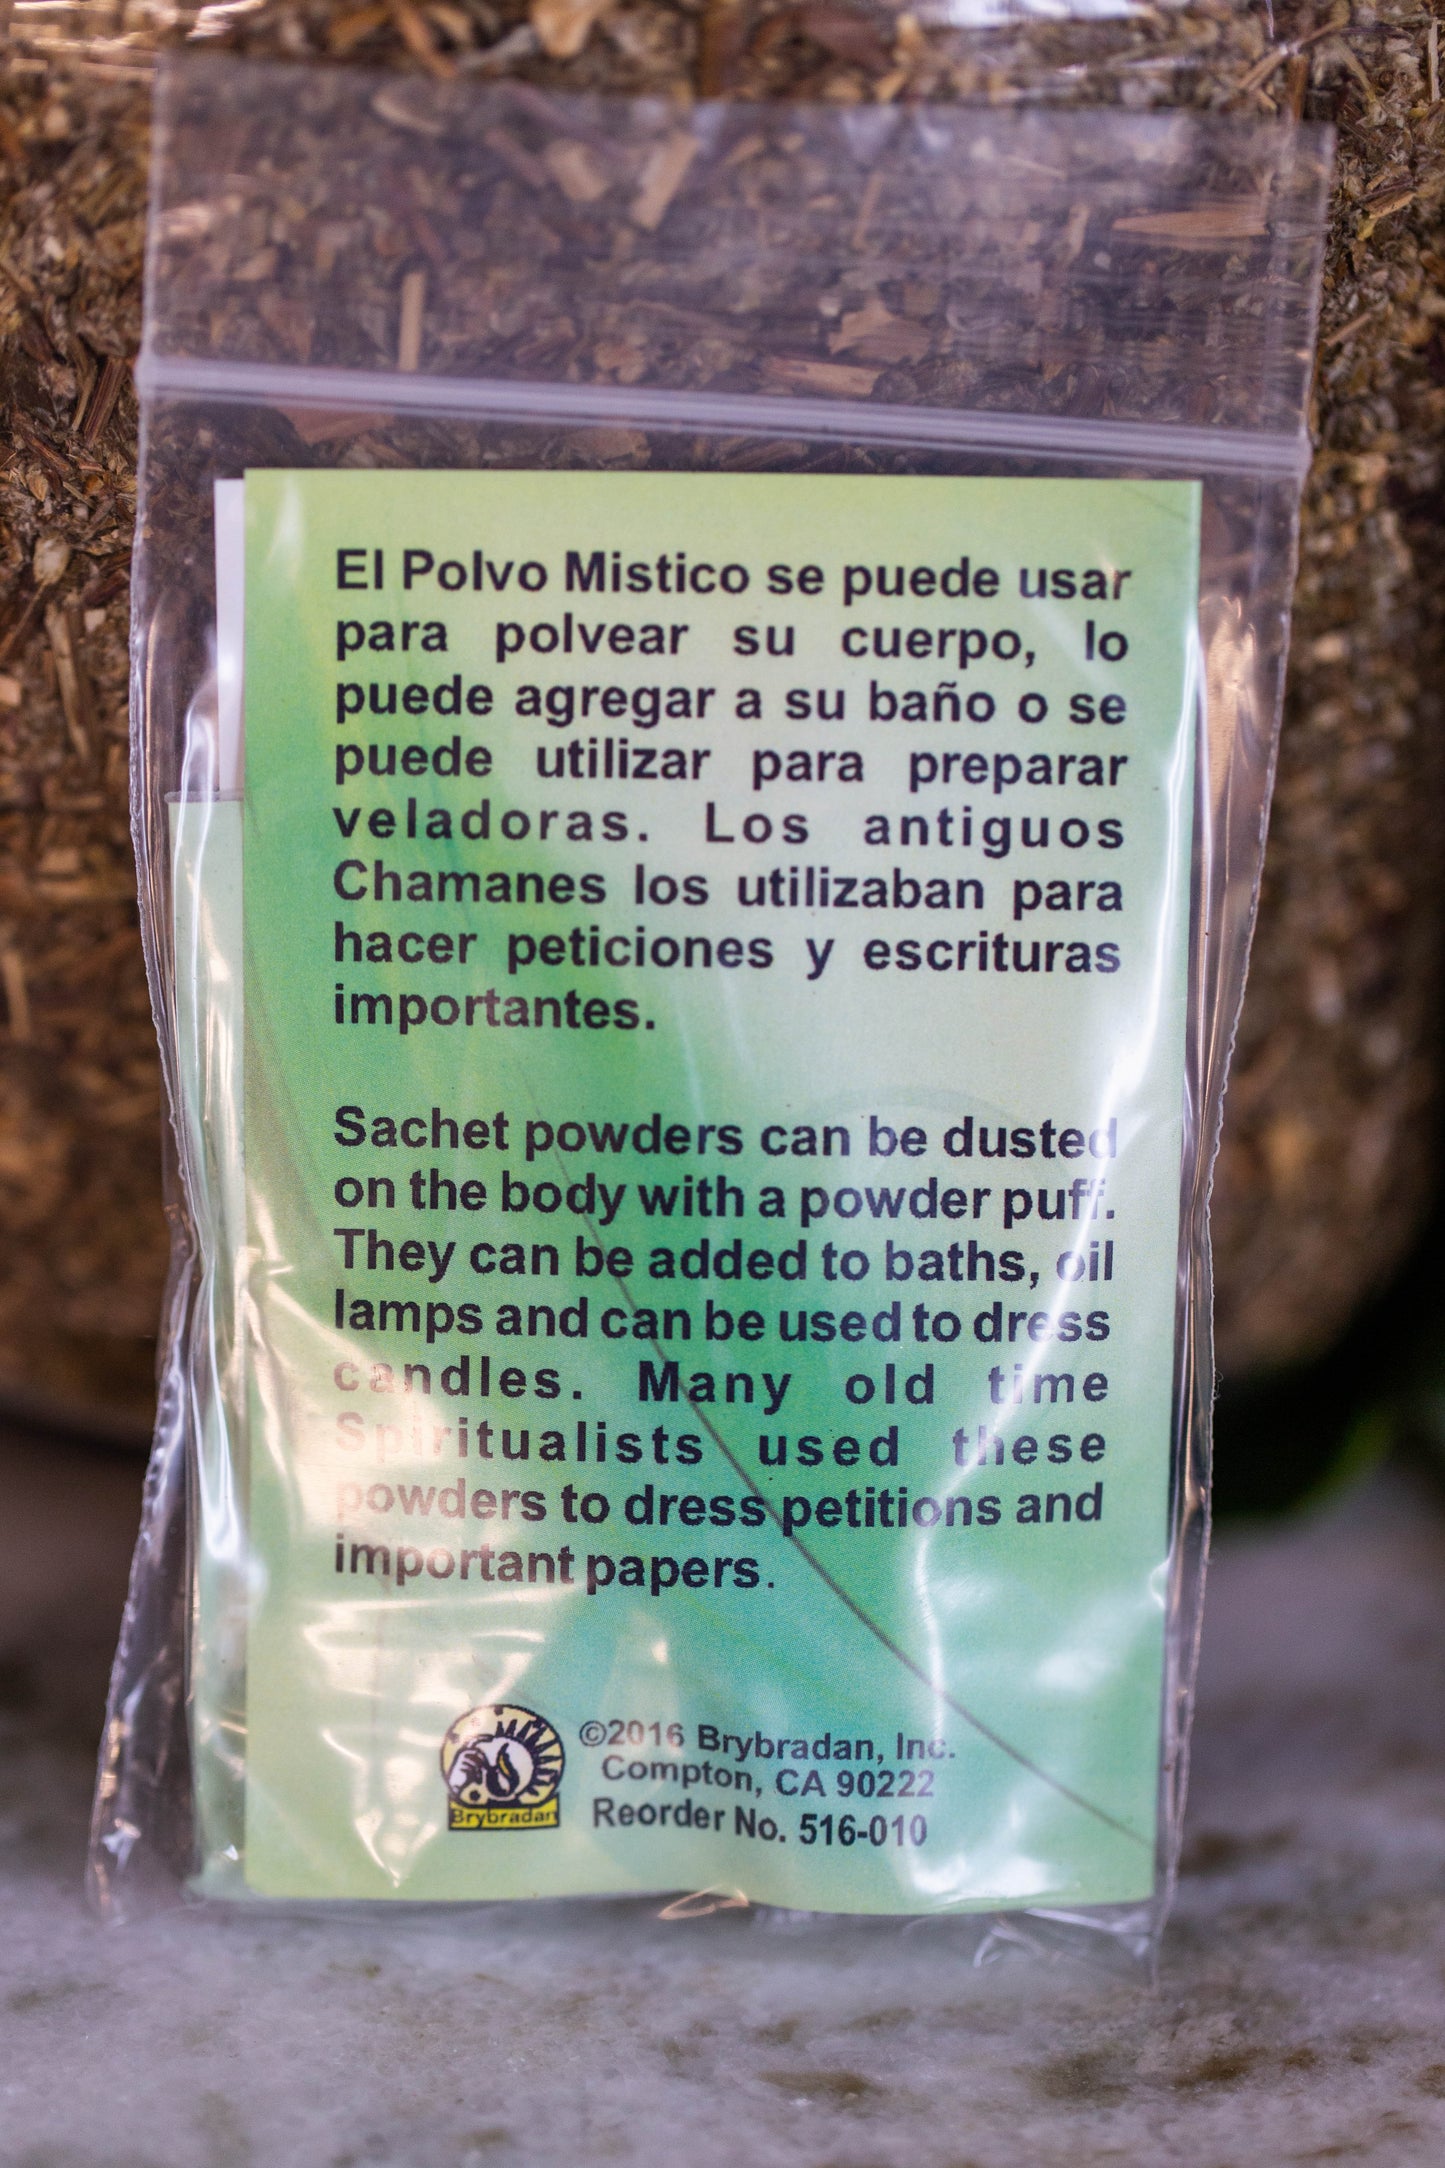 El Polvo Mistico se puede usar
para polvear su cuerpo, lo
puede agregar a su baño o se
puede utilizar para preparar
veladoras. Los antiguos
Chamanes los utilizaban para
hacer peticiones y escrituras
importantes.
Sachet powders can be dusted
on the body with a powder puff.
They can be added to baths, oil
lamps and can be used to dress
candles. Many old time
Spiritualists used these
powders to dress petitions and
important papers.
©2016 Brybradan, Inc.
Compton, CA 90222
Reorder No. 516-010
Brybradan